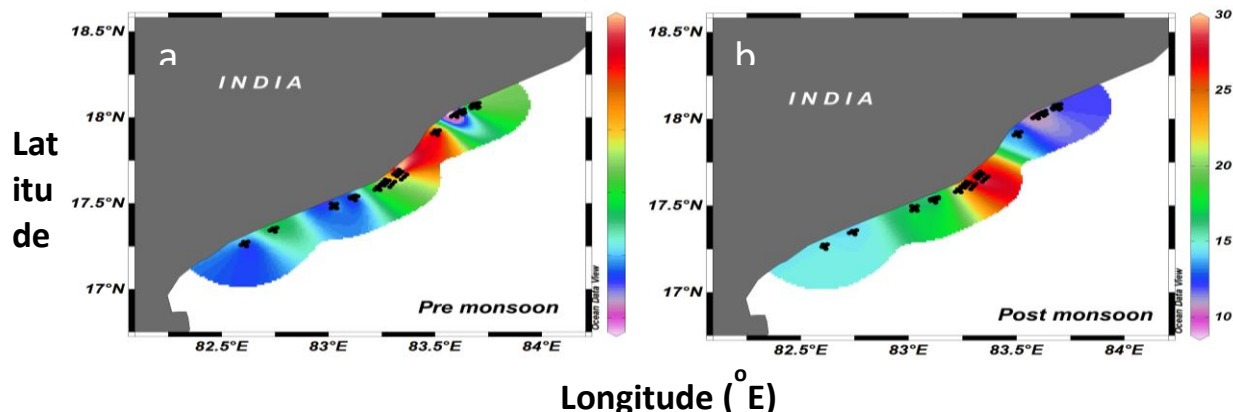 a
INDIA
18.5°N
18°N
17.5°N
17°N
82.5°E
83°E
83.5°E
84°E
Pre monsoon
Ocean Data View
b
INDIA
18.5°N
18°N
17.5°N
17°N
82.5°E
83°E
83.5°E
84°E
Post monsoon
Ocean Data View
30
25
20
15
10
Lat
itu
de
Longitude (°E)